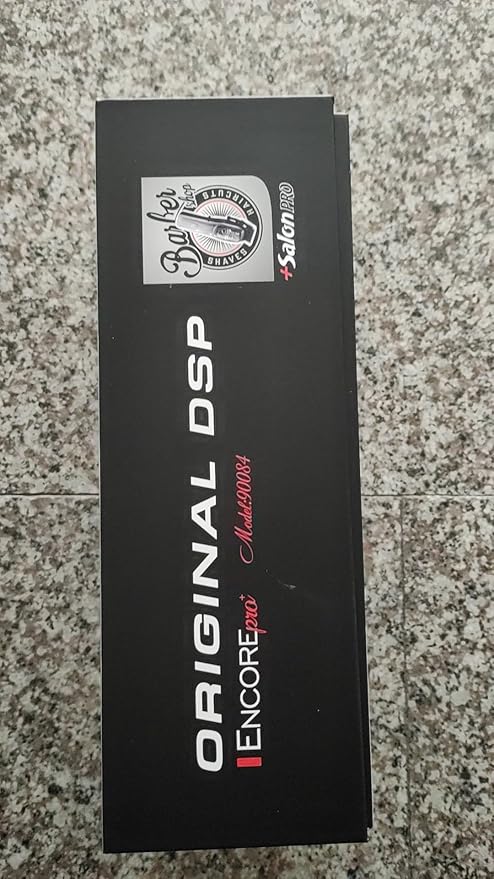 ORIGINAL DSP
ENCOREpro+ Model:90084
Barber
Shop
HAIRCUTS
SHAVES
+SalonPRO